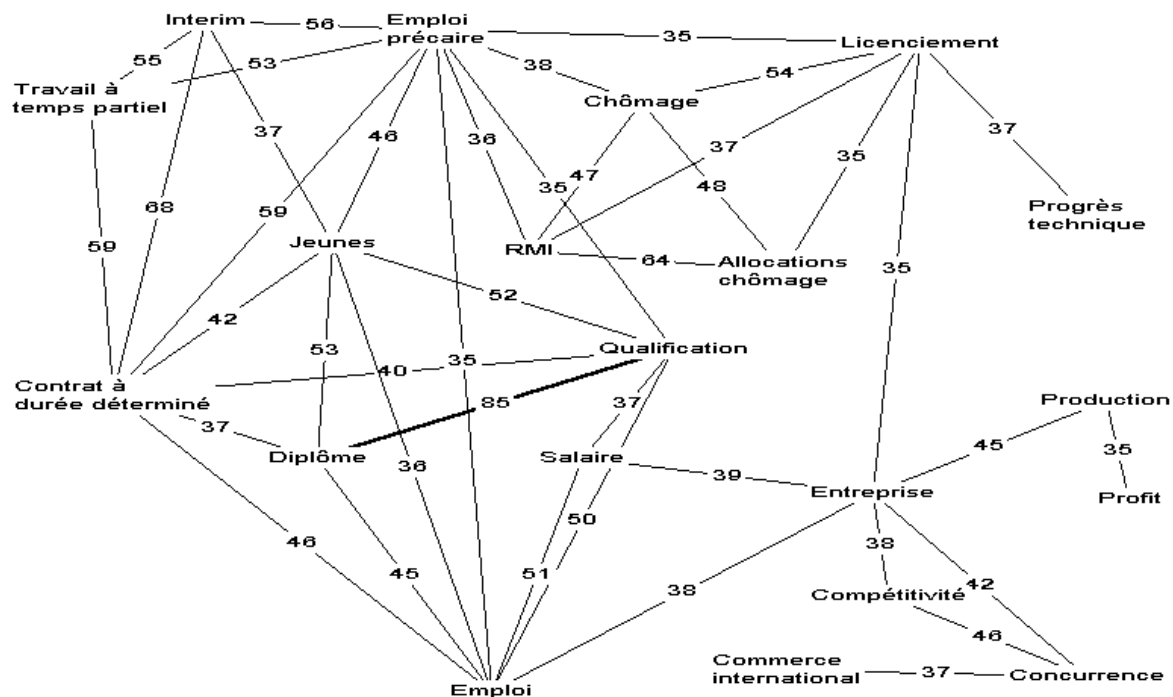 Interim
56
Emploi
précaire
35
Licenciement
55
53
38
54
Travail à
temps partiel
Chômage
37
46
36
37
37
35
47
48
35
68
59
59
Jeunes
RMI
64
Allocations
chômage
Progrès
technique
35
52
42
53
Qualification
40
35
Contrat à
durée déterminé
85
37
Production
37
Diplôme
36
Salaire
39
45
35
Entreprise
Profit
50
46
45
51
38
38
42
Compétitivité
46
Commerce
international
37
Concurrence
Emploi